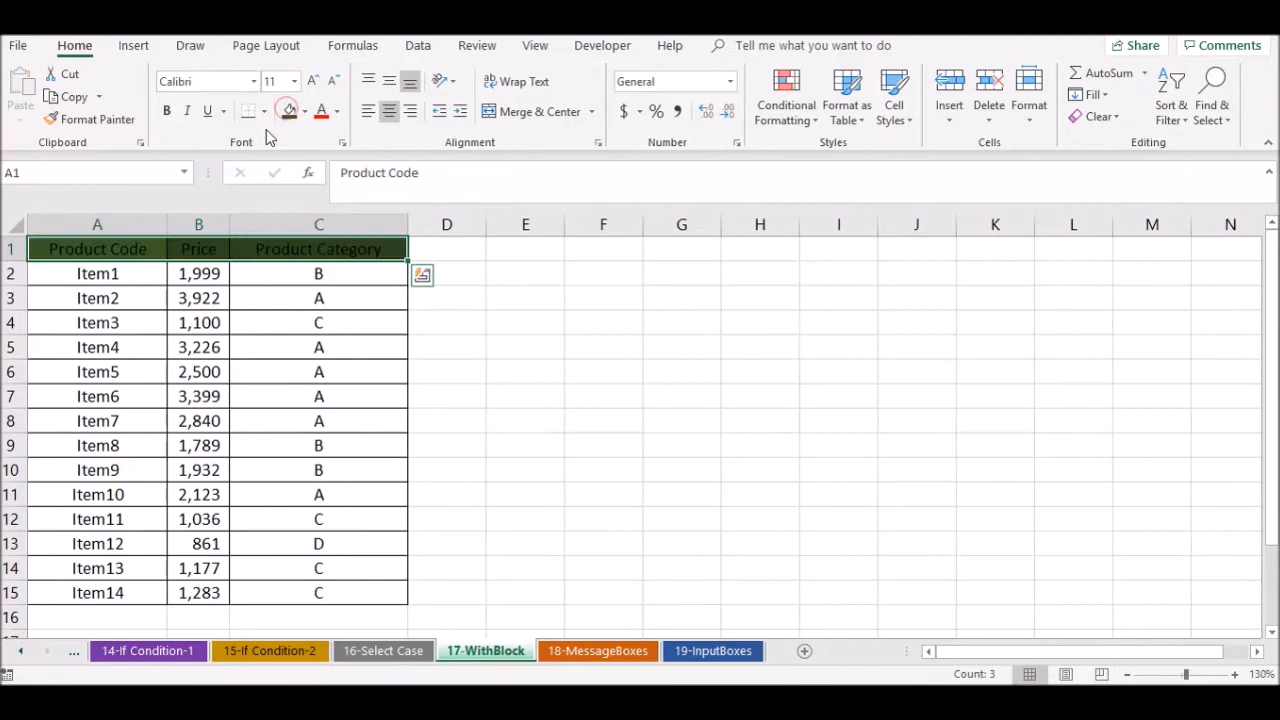 File Home Insert Draw Page Layout Formulas Data Review View Developer Help Tell me what you want to do Share Comments
Paste Cut Copy Format Painter Clipboard
Calibri 11 B I U A Font
Wrap Text Merge & Center Alignment
General $ % Number
Conditional Formatting Format as Table Cell Styles Styles
Insert Delete Format Cells
AutoSum Fill Clear Sort & Filter Find & Select Editing
A1 fx Product Code
A B C D E F G H I J K L M N
1 Product Code Price Product Category
2 Item1 1,999 B
3 Item2 3,922 A
4 Item3 1,100 C
5 Item4 3,226 A
6 Item5 2,500 A
7 Item6 3,399 A
8 Item7 2,840 A
9 Item8 1,789 B
10 Item9 1,932 B
11 Item10 2,123 A
12 Item11 1,036 C
13 Item12 861 D
14 Item13 1,177 C
15 Item14 1,283 C
16
... 14-If Condition-1 15-If Condition-2 16-Select Case 17-WithBlock 18-MessageBoxes 19-InputBoxes
Count: 3 130%